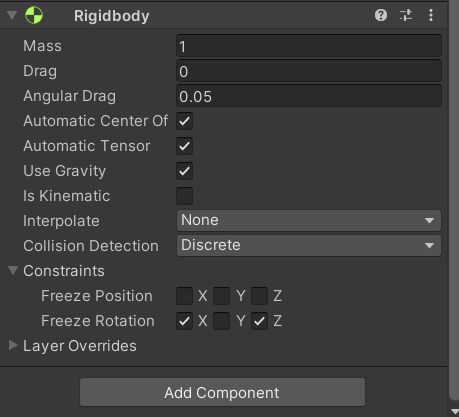 Rigidbody
Mass 1
Drag 0
Angular Drag 0.05
Automatic Center Of
Automatic Tensor
Use Gravity
Is Kinematic
Interpolate None
Collision Detection Discrete
Constraints
Freeze Position X Y Z
Freeze Rotation X Y Z
Layer Overrides
Add Component